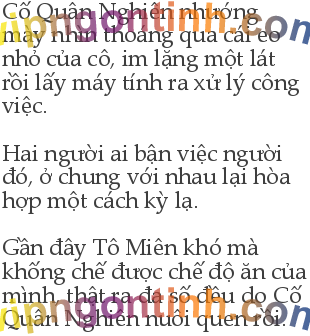 Cố Quân Nghiên nhướng
mày nhìn thoáng qua cái eo
nhỏ của cô, im lặng một lát
rồi lấy máy tính ra xử lý công
việc.
Hai người ai bận việc người
đó, ở chung với nhau lại hòa
hợp một cách kỳ lạ.
Gần đây Tô Miên khó mà
khống chế được chế độ ăn của
mình, thật ra đa số đều do Cố
Quân Nghiên nuôi quen rồi.